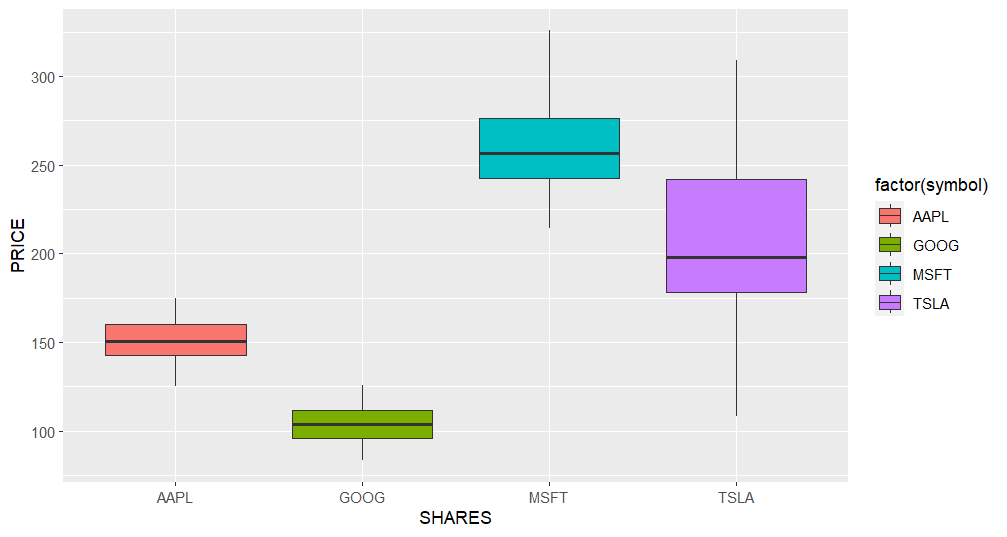 PRICE
300
250
200
150
100
AAPL GOOG MSFT TSLA
SHARES
factor(symbol)
AAPL
GOOG
MSFT
TSLA